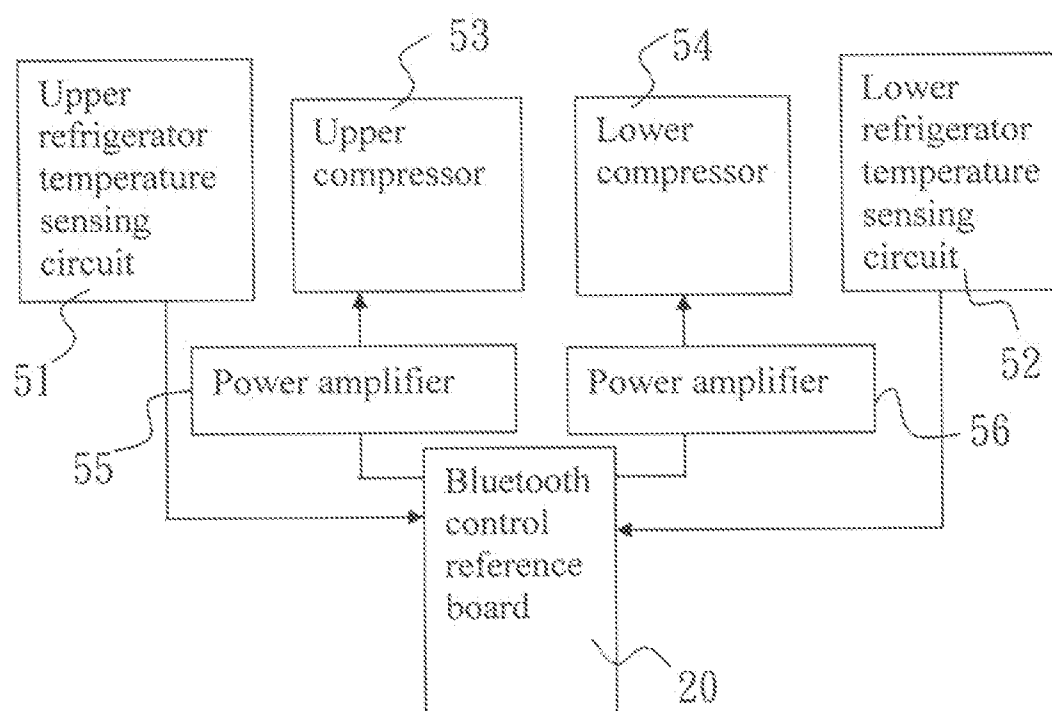 53
54
Upper
refrigerator
temperature
sensing
circuit
Upper
compressor
Lower
compressor
Lower
refrigerator
temperature
sensing
circuit
51
52
Power amplifier
Power amplifier
55
56
Bluetooth
control
reference
board
20